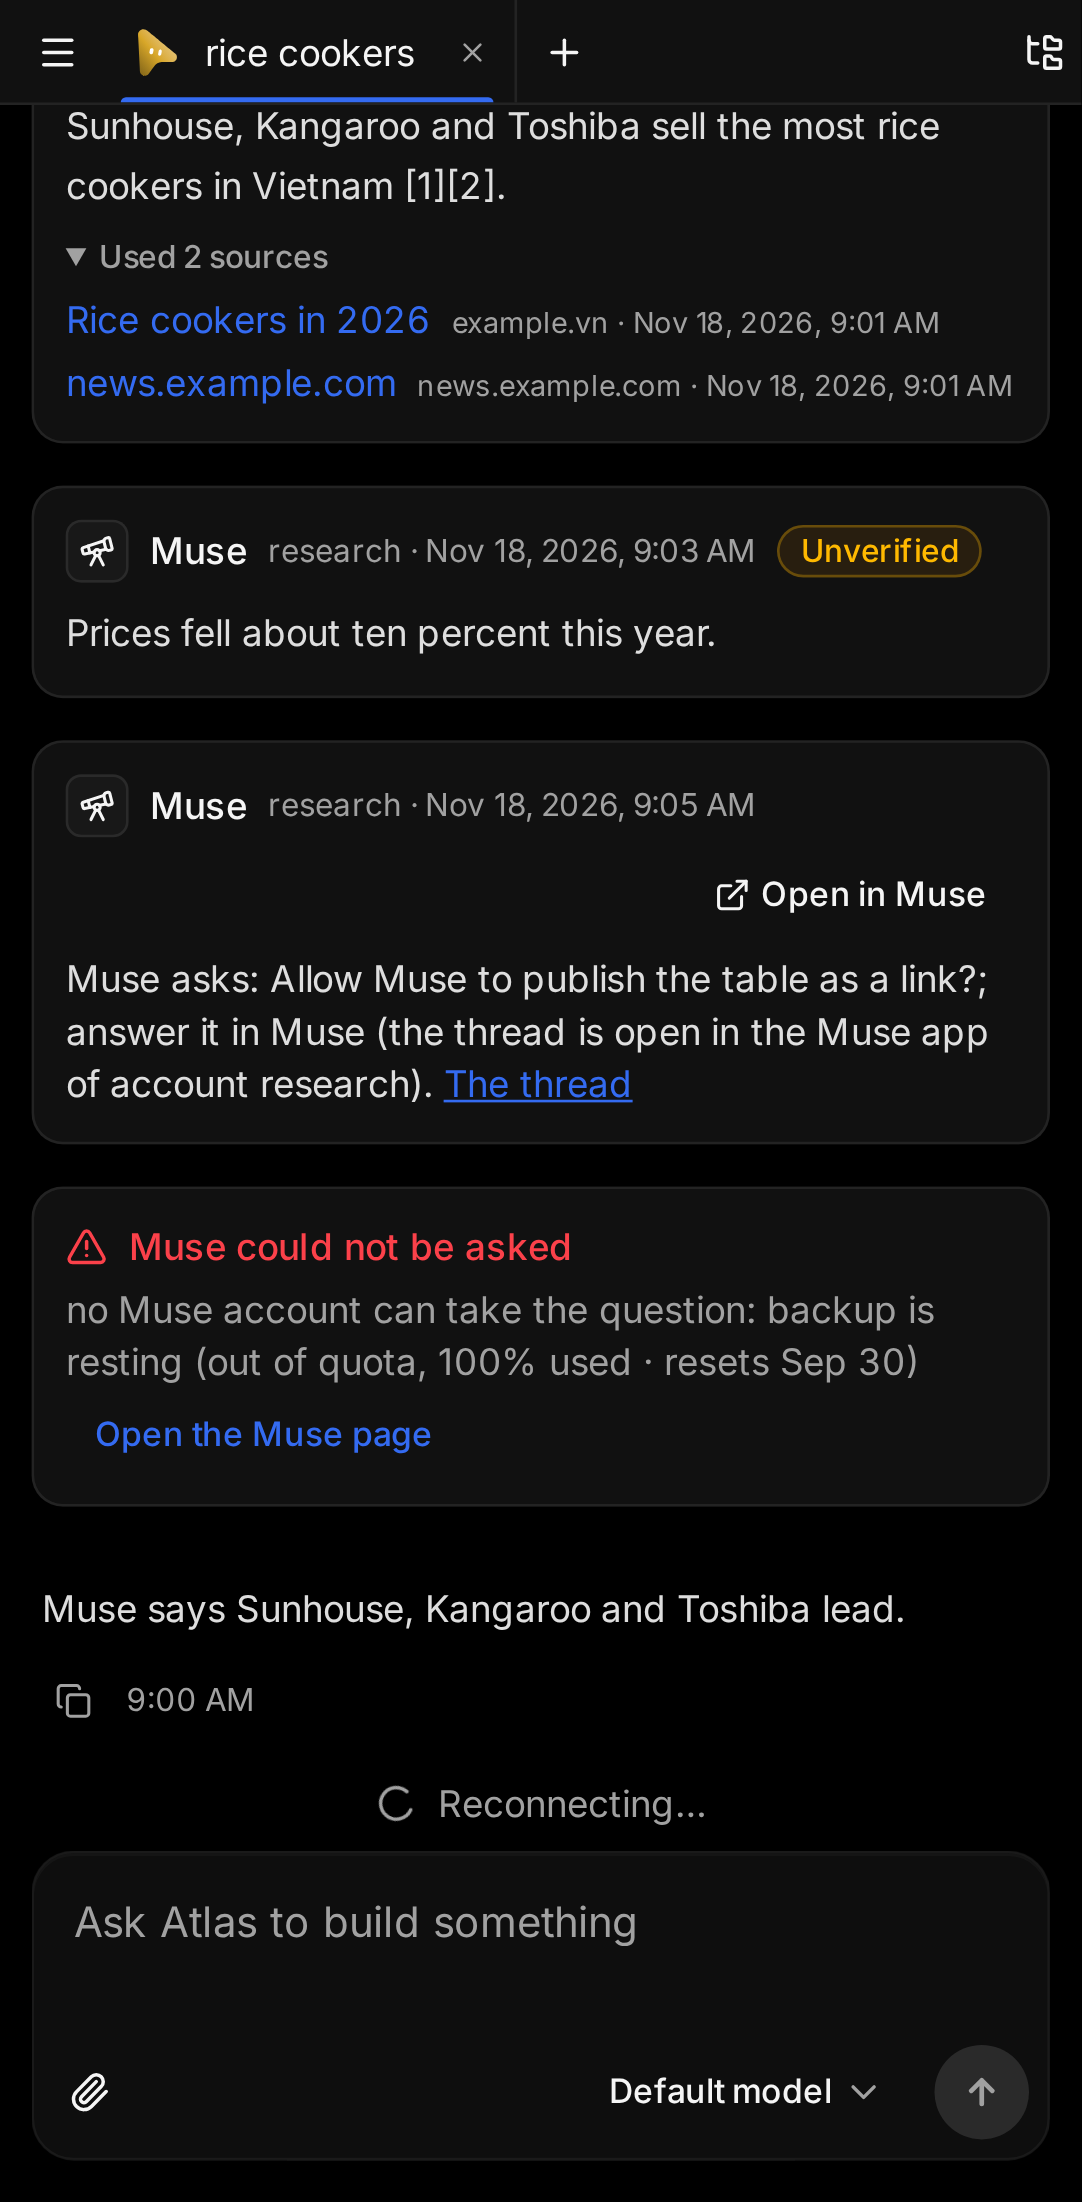 rice cookers
Sunhouse, Kangaroo and Toshiba sell the most rice
cookers in Vietnam [1][2].
Used 2 sources
Rice cookers in 2026 example.vn · Nov 18, 2026, 9:01 AM
news.example.com news.example.com · Nov 18, 2026, 9:01 AM
Muse research · Nov 18, 2026, 9:03 AM Unverified
Prices fell about ten percent this year.
Muse research · Nov 18, 2026, 9:05 AM
Open in Muse
Muse asks: Allow Muse to publish the table as a link?;
answer it in Muse (the thread is open in the Muse app
of account research). The thread
Muse could not be asked
no Muse account can take the question: backup is
resting (out of quota, 100% used · resets Sep 30)
Open the Muse page
Muse says Sunhouse, Kangaroo and Toshiba lead.
9:00 AM
Reconnecting...
Ask Atlas to build something
Default model